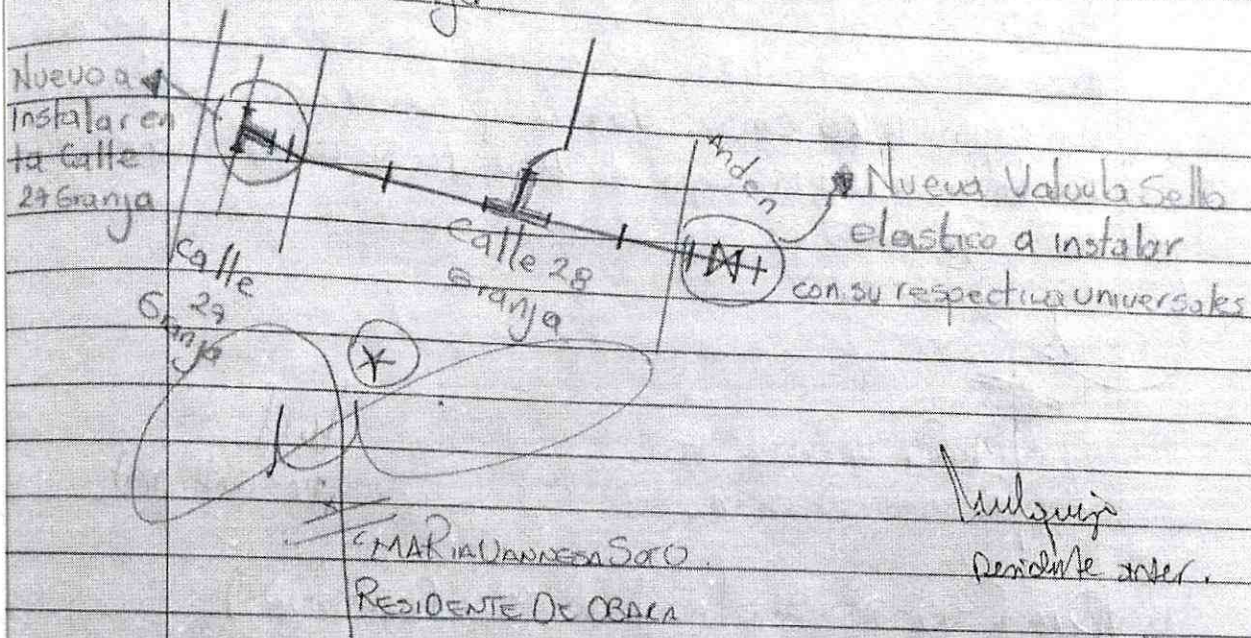 Nuevo a
Instalar en
la Calle
27 Granja
Calle
29
Granja
Calle 28
Granja
Anden
Nueva Valvula Sello
elastico a instalar
con su respectiva universales
MARIA VANNESA SOTO.
RESIDENTE DE OBRA
Residente inter.